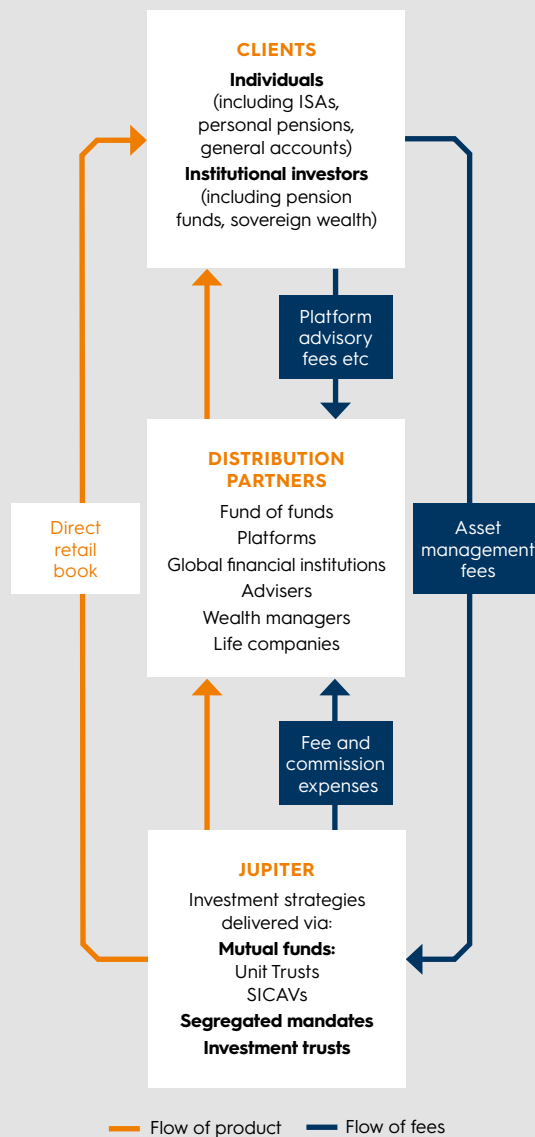 CLIENTS
Individuals
(including ISAs,
personal pensions,
general accounts)
Institutional investors
(including pension
funds, sovereign wealth)
Platform
advisory
fees etc
DISTRIBUTION
PARTNERS
Fund of funds
Platforms
Global financial institutions
Advisers
Wealth managers
Life companies
Direct
retail
book
Asset
management
fees
Fee and
commission
expenses
JUPITER
Investment strategies
delivered via:
Mutual funds:
Unit Trusts
SICAVs
Segregated mandates
Investment trusts
Flow of product
Flow of fees